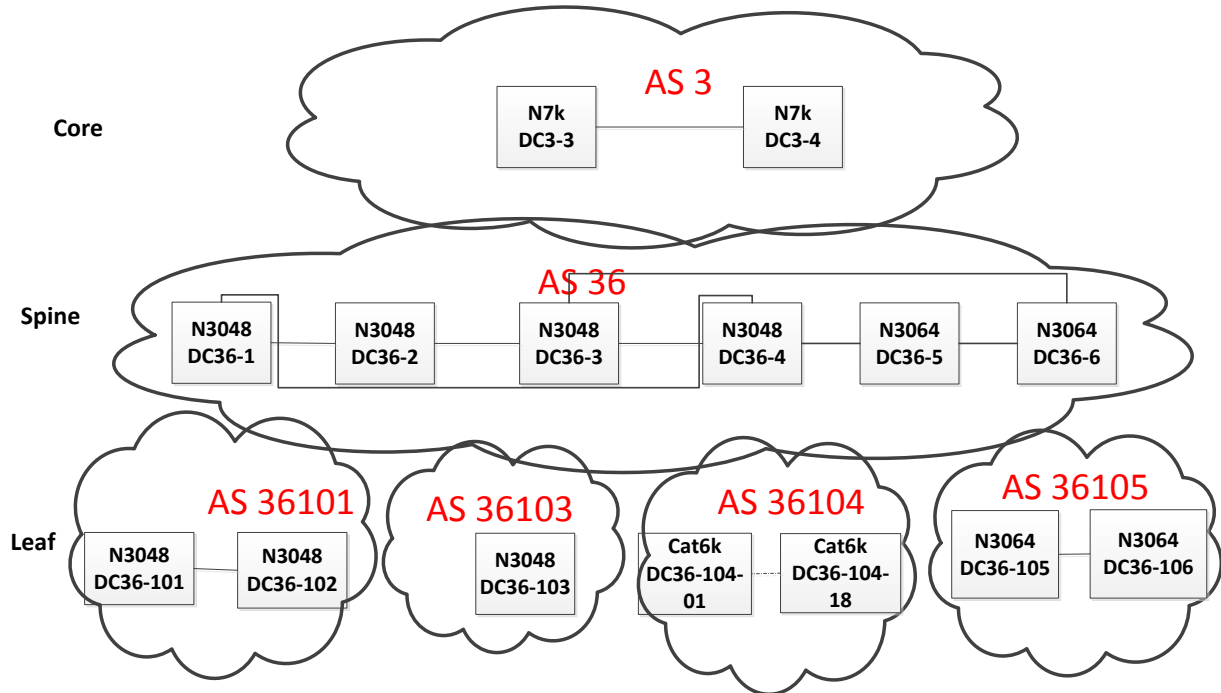 AS 3
Core
N7k
DC3-3
N7k
DC3-4
AS 36
Spine
N3048
DC36-1
N3048
DC36-2
N3048
DC36-3
N3048
DC36-4
N3064
DC36-5
N3064
DC36-6
AS 36101
AS 36103
AS 36104
AS 36105
Leaf
N3048
DC36-101
N3048
DC36-102
N3048
DC36-103
Cat6k
DC36-104-
01
Cat6k
DC36-104-
18
N3064
DC36-105
N3064
DC36-106